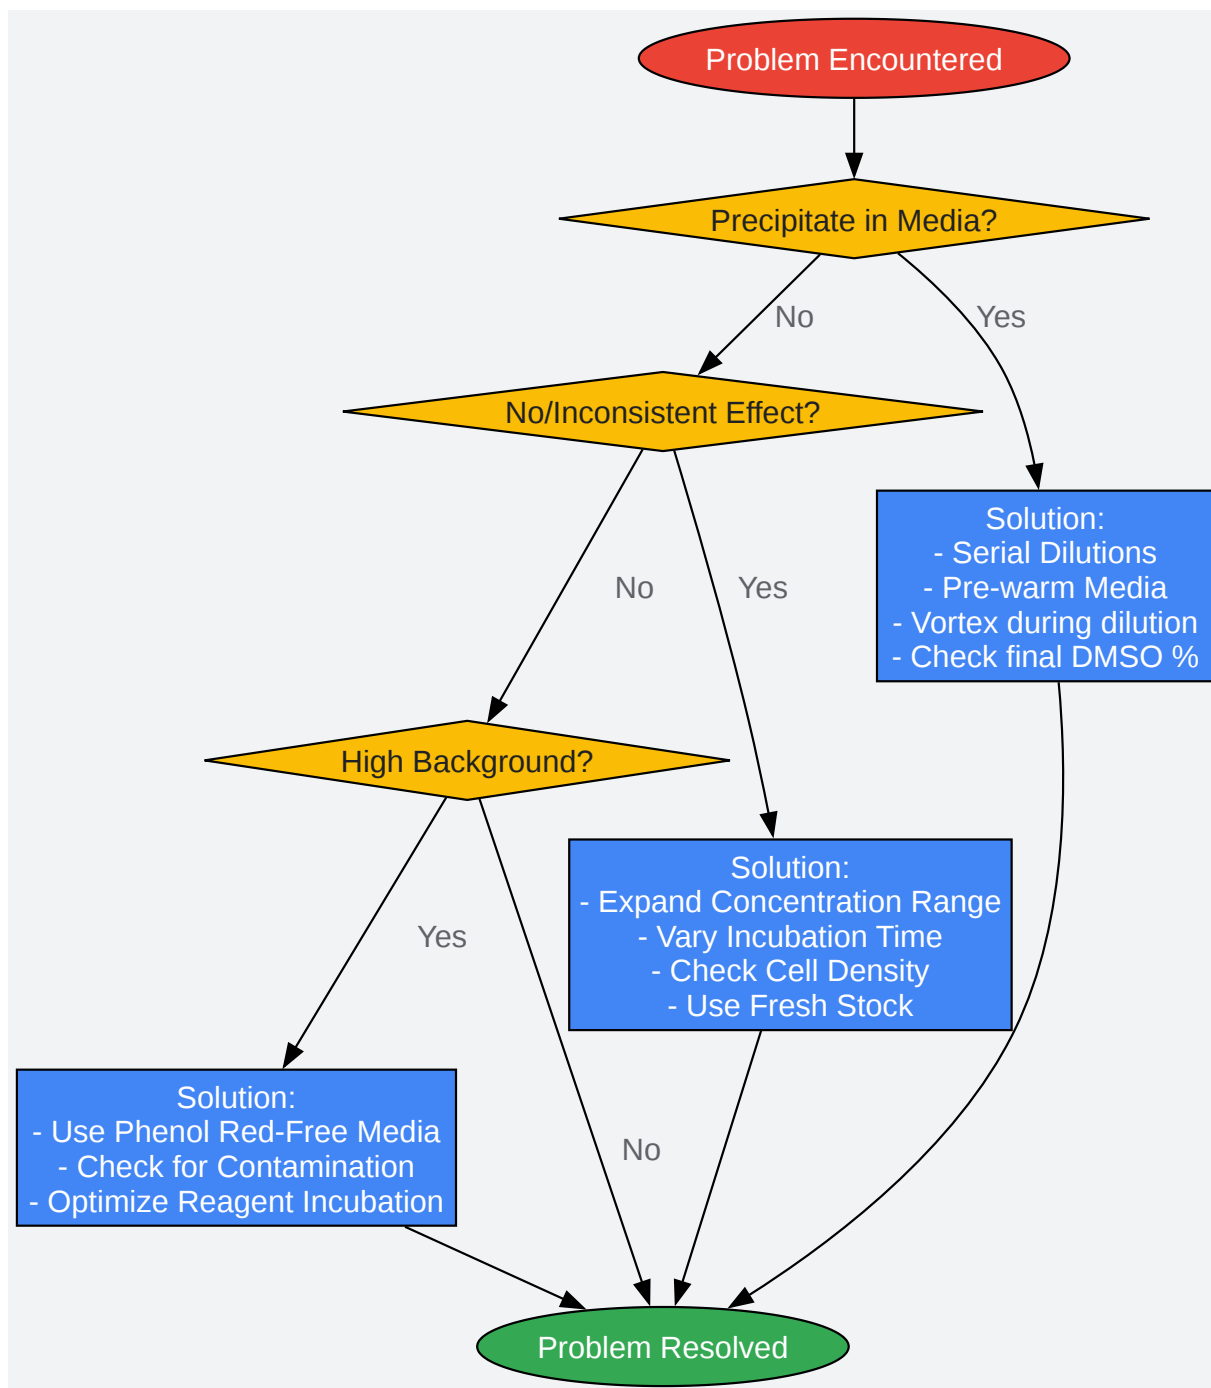 Problem Encountered
Precipitate in Media?
No
Yes
No/Inconsistent Effect?
Solution:
- Serial Dilutions
- Pre-warm Media
- Vortex during dilution
- Check final DMSO %
No
Yes
High Background?
Solution:
- Expand Concentration Range
- Vary Incubation Time
- Check Cell Density
- Use Fresh Stock
Yes
Solution:
- Use Phenol Red-Free Media
- Check for Contamination
- Optimize Reagent Incubation
No
Problem Resolved